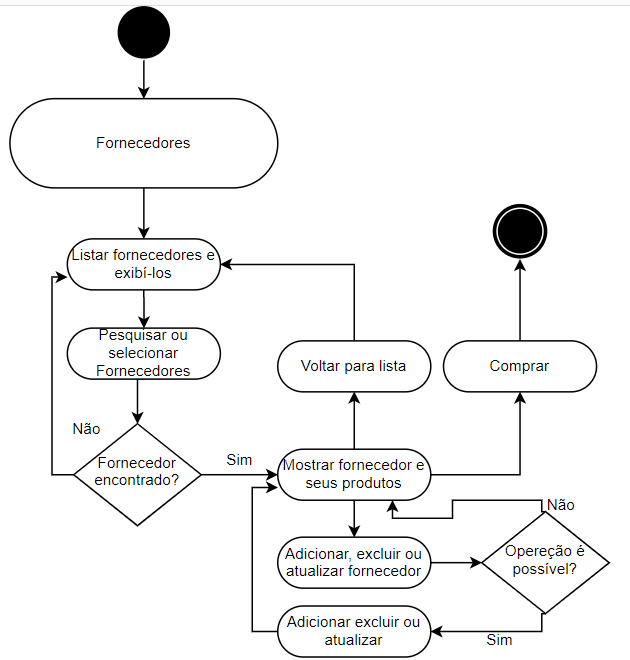 Fornecedores
Listar fornecedores e
exibí-los
Pesquisar ou
selecionar
Fornecedores
Voltar para lista
Comprar
Não
Fornecedor
encontrado?
Sim
Mostrar fornecedor e
seus produtos
Não
Adicionar, excluir ou
atualizar fornecedor
Opereção é
possível?
Adicionar excluir ou
atualizar
Sim